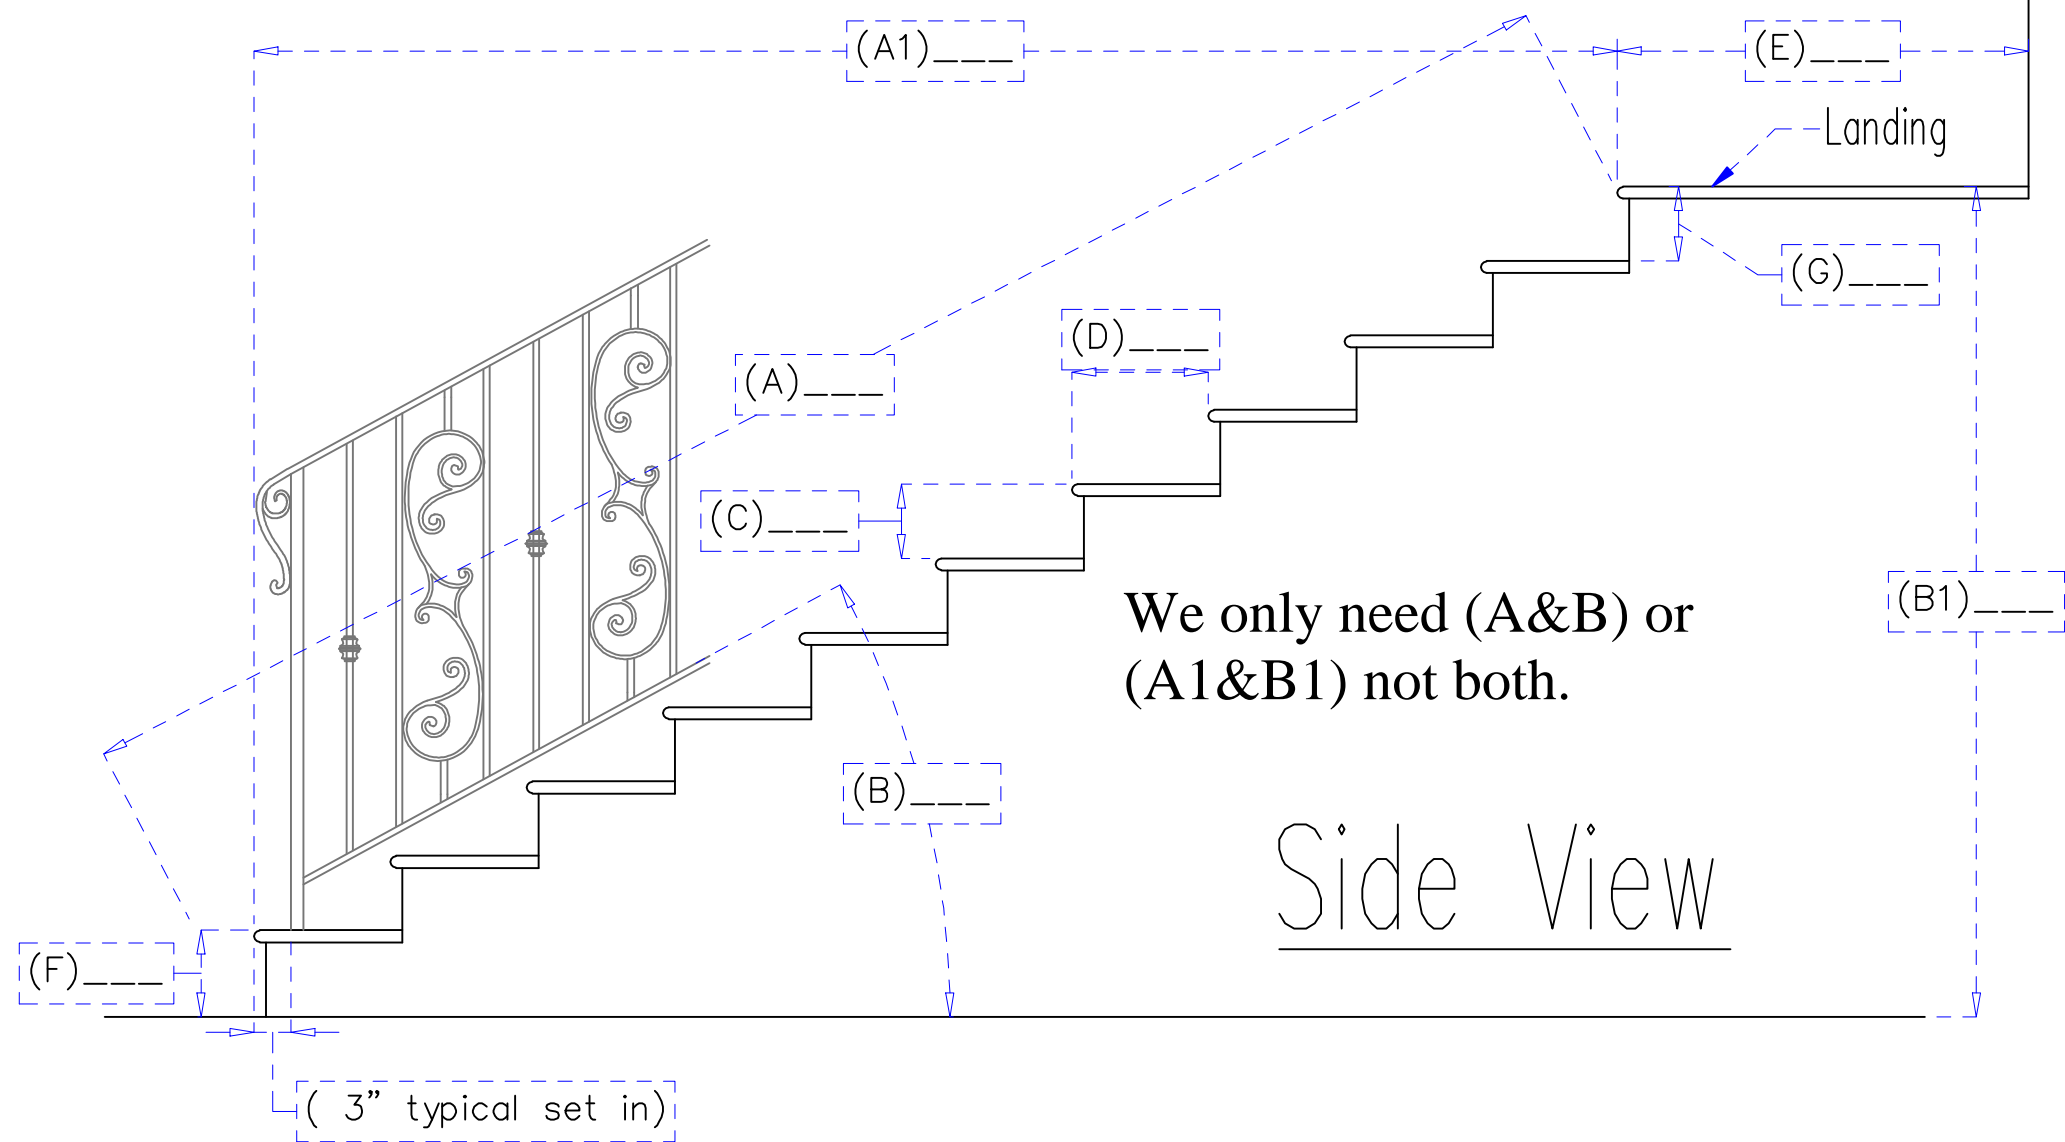 (A1)___
(E)___
Landing
(G)___
(D)___
(A)___
(C)___
We only need (A&B) or
(A1&B1) not both.
(B1)___
(B)___
Side View
(F)___
( 3” typical set in)